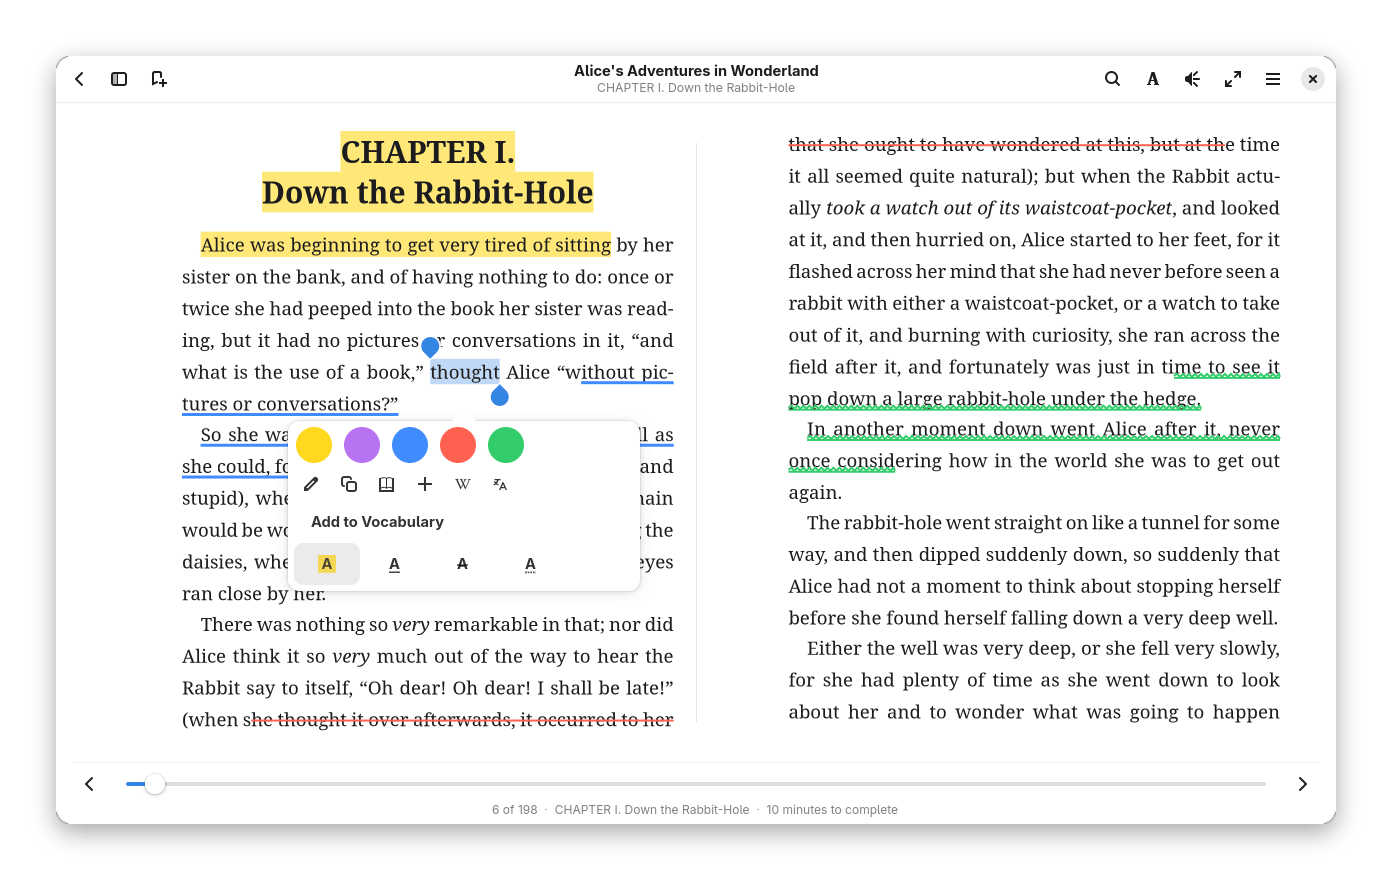 Alice's Adventures in Wonderland
CHAPTER I. Down the Rabbit-Hole
A
CHAPTER I.
Down the Rabbit-Hole
Alice was beginning to get very tired of sitting by her
sister on the bank, and of having nothing to do: once or
twice she had peeped into the book her sister was read-
ing, but it had no pictures or conversations in it, “and
what is the use of a book,” thought Alice “without pic-
tures or conversations?”
So she
as
she could,
and
stupid),
would be
the
daisies,
eyes
ran close by her.
There was nothing so very remarkable in that; nor did
Alice think it so very much out of the way to hear the
Rabbit say to itself, “Oh dear! Oh dear! I shall be late!”
(when she thought it over afterwards, it occurred to her
W
Add to Vocabulary
A A A A
that she ought to have wondered at this, but at the time
it all seemed quite natural); but when the Rabbit actu-
ally took a watch out of its waistcoat-pocket, and looked
at it, and then hurried on, Alice started to her feet, for it
flashed across her mind that she had never before seen a
rabbit with either a waistcoat-pocket, or a watch to take
out of it, and burning with curiosity, she ran across the
field after it, and fortunately was just in time to see it
pop down a large rabbit-hole under the hedge.
In another moment down went Alice after it, never
once considering how in the world she was to get out
again.
The rabbit-hole went straight on like a tunnel for some
way, and then dipped suddenly down, so suddenly that
Alice had not a moment to think about stopping herself
before she found herself falling down a very deep well.
Either the well was very deep, or she fell very slowly,
for she had plenty of time as she went down to look
about her and to wonder what was going to happen
6 of 198 · CHAPTER I. Down the Rabbit-Hole · 10 minutes to complete